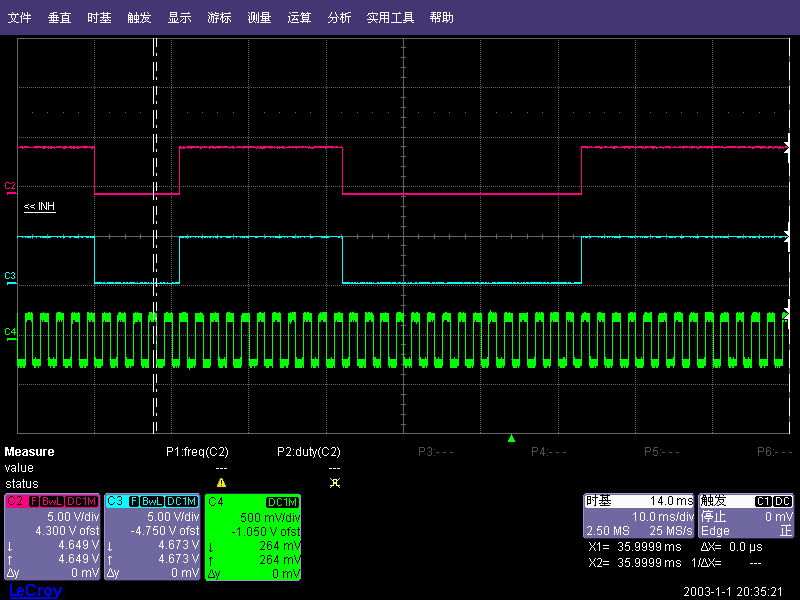 文件 垂直 时基 触发 显示 游标 测量 运算 分析 实用工具 帮助
C2
<< INH
C3
C4
Measure P1:freq(C2) P2:duty(C2) P3:- - - P4:- - - P5:- - - P6:- - -
value --- ---
status
C2 F BwL DC1M C3 F BwL DC1M C4 DC1M 时基 14.0 ms 触发 C1 DC
5.00 V/div 5.00 V/div 500 mV/div 10.0 ms/div 停止 0 mV
4.300 V ofst -4.750 V ofst -1.050 V ofst 2.50 MS 25 MS/s Edge 正
↓ 4.649 V ↓ 4.673 V ↓ 264 mV X1= 35.9999 ms ΔX= 0.0 µs
↑ 4.649 V ↑ 4.673 V ↑ 264 mV X2= 35.9999 ms 1/ΔX= ---
Δy 0 mV Δy 0 mV Δy 0 mV
LeCroy 2003-1-1 20:35:21